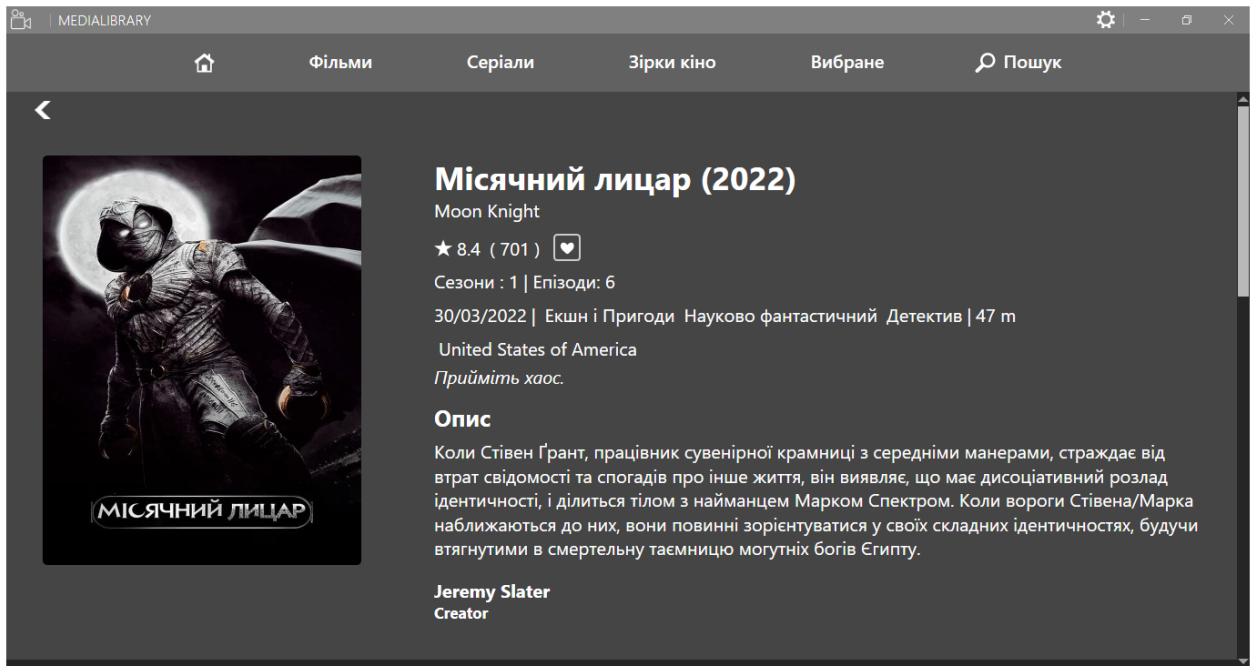 MEDIALIBRARY
Фільми Серіали Зірки кіно Вибране Пошук
Місячний лицар (2022)
Moon Knight
8.4 ( 701 )
Сезони : 1 | Епізоди: 6
30/03/2022 | Екшн і Пригоди Науково фантастичний Детектив | 47 m
United States of America
Прийміть хаос.
Опис
Коли Стівен Ґрант, працівник сувенірної крамниці з середніми манерами, страждає від
втрат свідомості та спогадів про інше життя, він виявляє, що має дисоціативний розлад
ідентичності, і ділиться тілом з найманцем Марком Спектром. Коли вороги Стівена/Марка
наближаються до них, вони повинні зорієнтуватися у своїх складних ідентичностях, будучи
втягнутими в смертельну таємницю могутніх богів Єгипту.
Jeremy Slater
Creator
МІСЯЧНИЙ ЛИЦАР